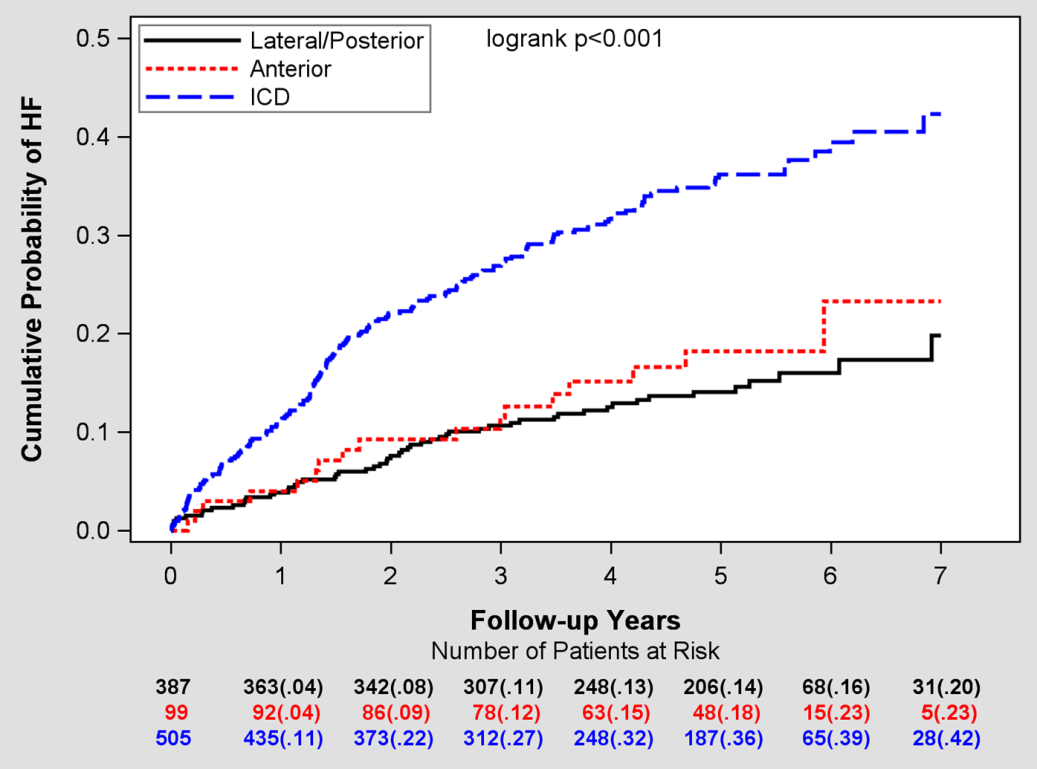 Lateral/Posterior
Anterior
ICD
logrank p<0.001
Cumulative Probability of HF
0.5
0.4
0.3
0.2
0.1
0.0
0 1 2 3 4 5 6 7
Follow-up Years
Number of Patients at Risk
387 363(.04) 342(.08) 307(.11) 248(.13) 206(.14) 68(.16) 31(.20)
99 92(.04) 86(.09) 78(.12) 63(.15) 48(.18) 15(.23) 5(.23)
505 435(.11) 373(.22) 312(.27) 248(.32) 187(.36) 65(.39) 28(.42)